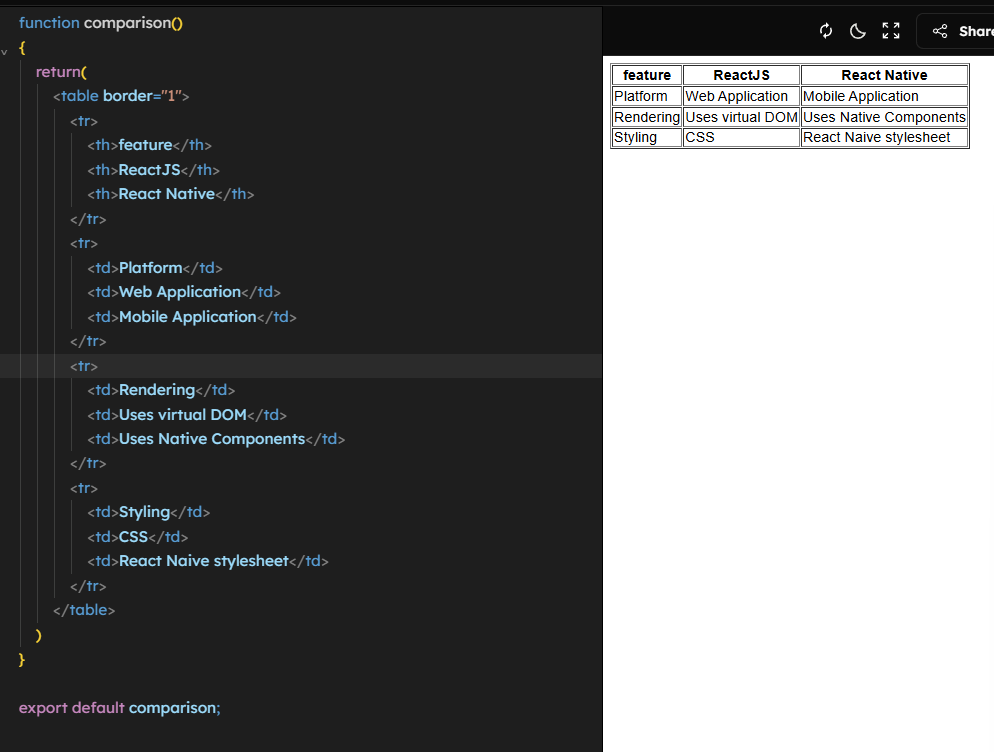 function comparison()
{
return(
<table border="1">
<tr>
<th>feature</th>
<th>ReactJS</th>
<th>React Native</th>
</tr>
<tr>
<td>Platform</td>
<td>Web Application</td>
<td>Mobile Application</td>
</tr>
<tr>
<td>Rendering</td>
<td>Uses virtual DOM</td>
<td>Uses Native Components</td>
</tr>
<tr>
<td>Styling</td>
<td>CSS</td>
<td>React Naive stylesheet</td>
</tr>
</table>
)
}
export default comparison;
Share
feature ReactJS React Native
Platform Web Application Mobile Application
Rendering Uses virtual DOM Uses Native Components
Styling CSS React Naive stylesheet